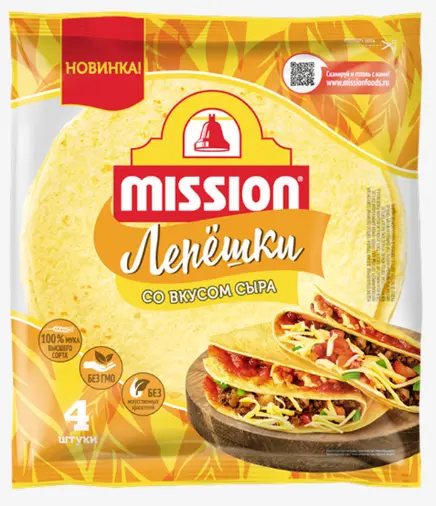 НОВИНКА!
Сканируй и готовь с нами!
www.missionfoods.ru
MISSION®
Лепёшки
СО ВКУСОМ СЫРА
100% МУКА
ВЫСШЕГО
СОРТА
БЕЗ ГМО
БЕЗ
искусственных
красителей
4
ШТУКИ